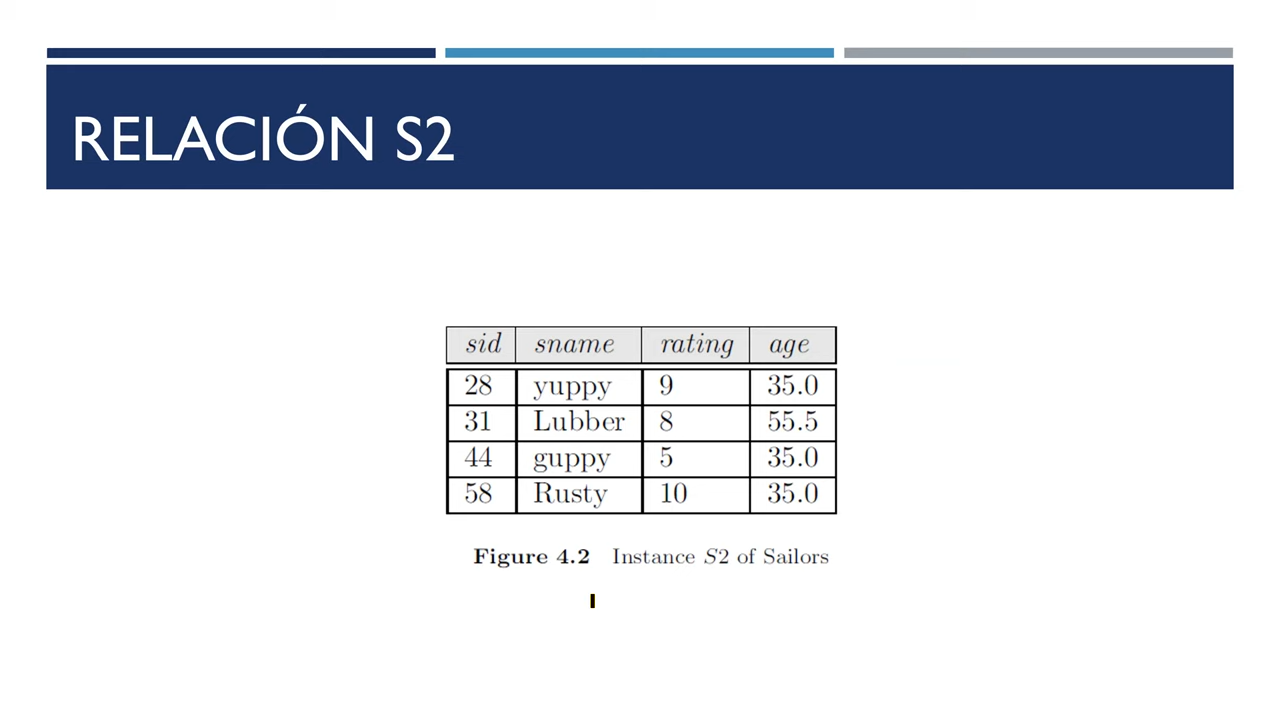 RELACIÓN S2
sid sname rating age
28 yuppy 9 35.0
31 Lubber 8 55.5
44 guppy 5 35.0
58 Rusty 10 35.0
Figure 4.2 Instance S2 of Sailors